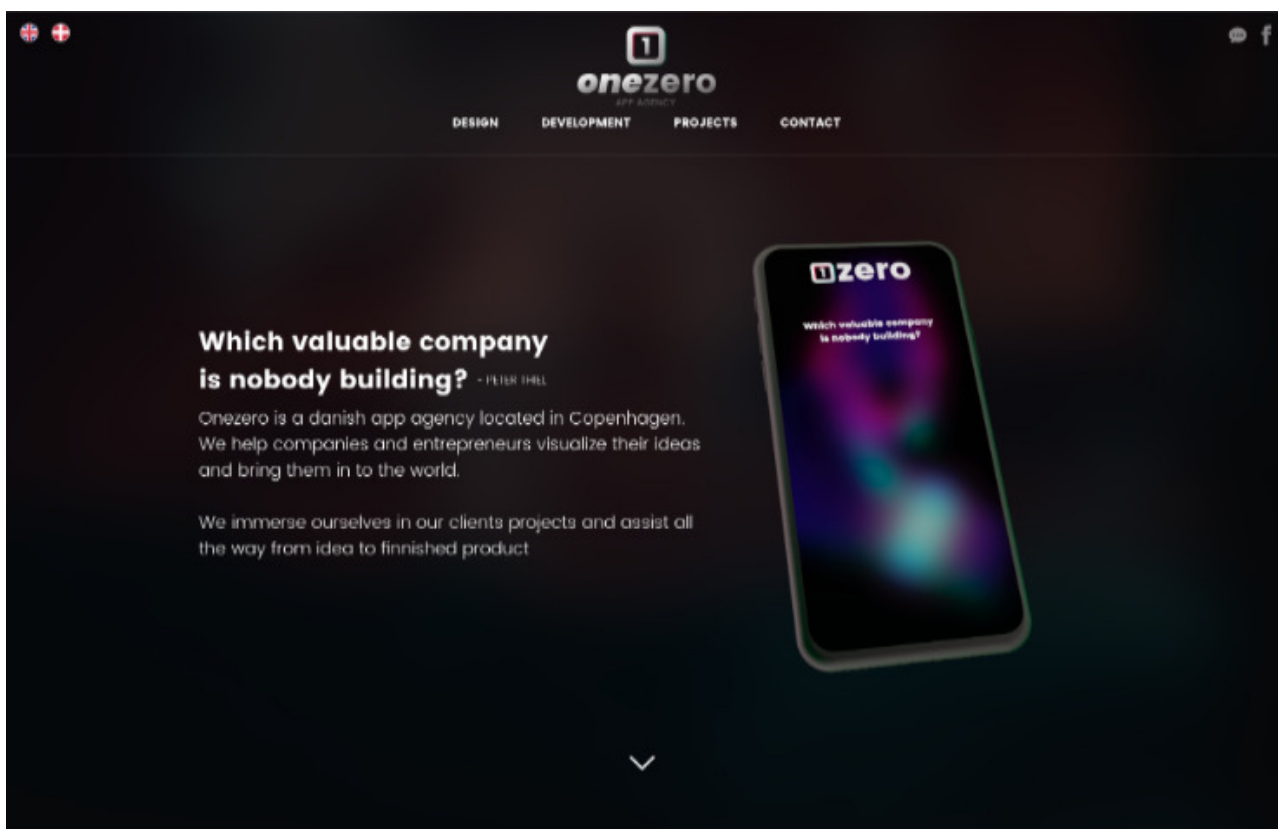 1
onezero
APP AGENCY
DESIGN DEVELOPMENT PROJECTS CONTACT
1zero
Which valuable company
is nobody building?
Which valuable company
is nobody building? - PETER THIEL
Onezero is a danish app agency located in Copenhagen.
We help companies and entrepreneurs visualize their ideas
and bring them in to the world.
We immerse ourselves in our clients projects and assist all
the way from idea to finnished product